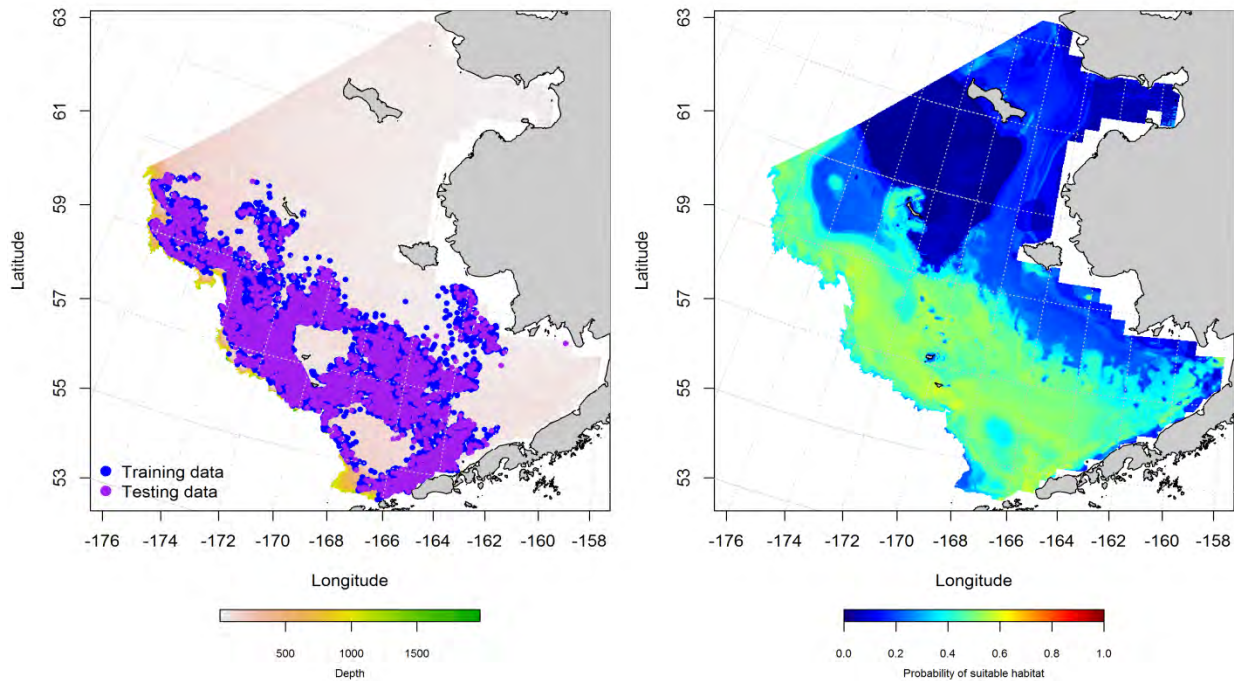 63
61
59
57
55
53
Latitude
Training data
Testing data
-176 -174 -172 -170 -168 -166 -164 -162 -160 -158
Longitude
500 1000 1500
Depth
63
61
59
57
55
53
Latitude
-176 -174 -172 -170 -168 -166 -164 -162 -160 -158
Longitude
0.0 0.2 0.4 0.6 0.8 1.0
Probability of suitable habitat